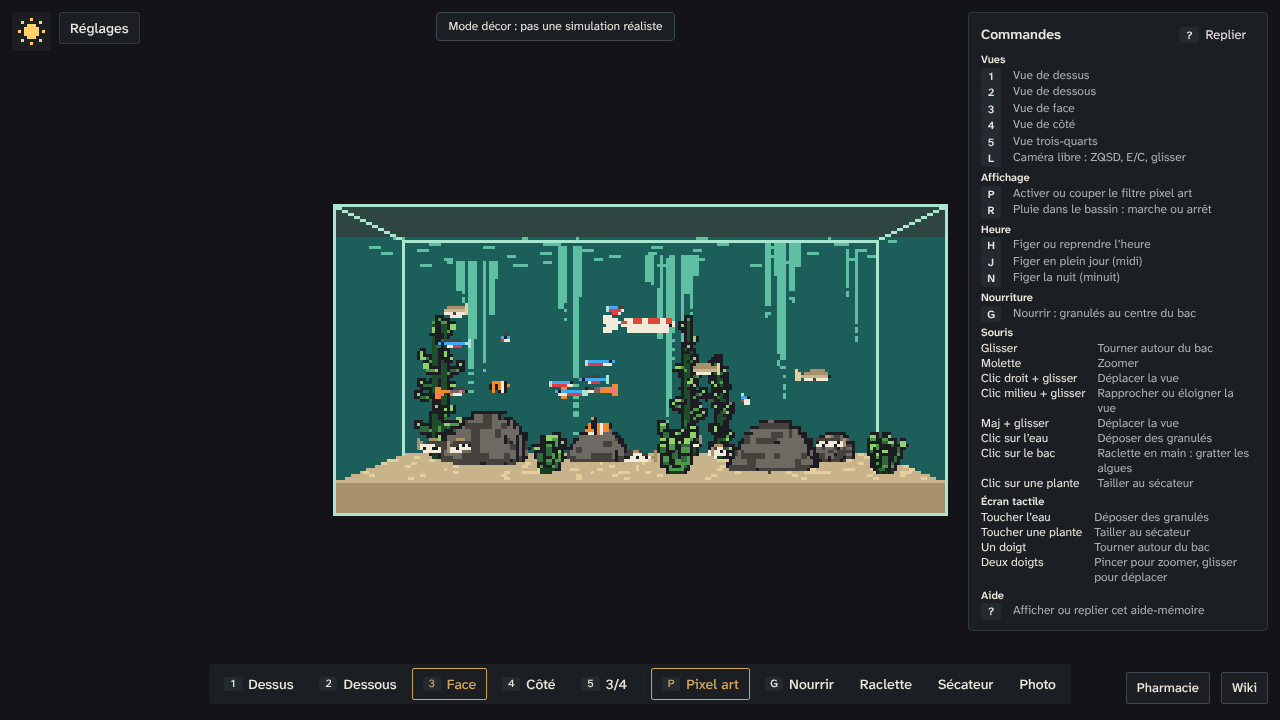 Réglages
Mode décor : pas une simulation réaliste
Commandes
? Replier
Vues
1 Vue de dessus
2 Vue de dessous
3 Vue de face
4 Vue de côté
5 Vue trois-quarts
L Caméra libre : ZQSD, E/C, glisser
Affichage
P Activer ou couper le filtre pixel art
R Pluie dans le bassin : marche ou arrêt
Heure
H Figer ou reprendre l'heure
J Figer en plein jour (midi)
N Figer la nuit (minuit)
Nourriture
G Nourrir : granulés au centre du bac
Souris
Glisser Tourner autour du bac
Molette Zoomer
Clic droit + glisser Déplacer la vue
Clic milieu + glisser Rapprocher ou éloigner la
vue
Maj + glisser Déplacer la vue
Clic sur l'eau Déposer des granulés
Clic sur le bac Raclette en main : gratter les
algues
Clic sur une plante Tailler au sécateur
Écran tactile
Toucher l'eau Déposer des granulés
Toucher une plante Tailler au sécateur
Un doigt Tourner autour du bac
Deux doigts Pincer pour zoomer, glisser
pour déplacer
Aide
? Afficher ou replier cet aide-mémoire
1 Dessus 2 Dessous 3 Face 4 Côté 5 3/4 P Pixel art G Nourrir Raclette Sécateur Photo
Pharmacie Wiki